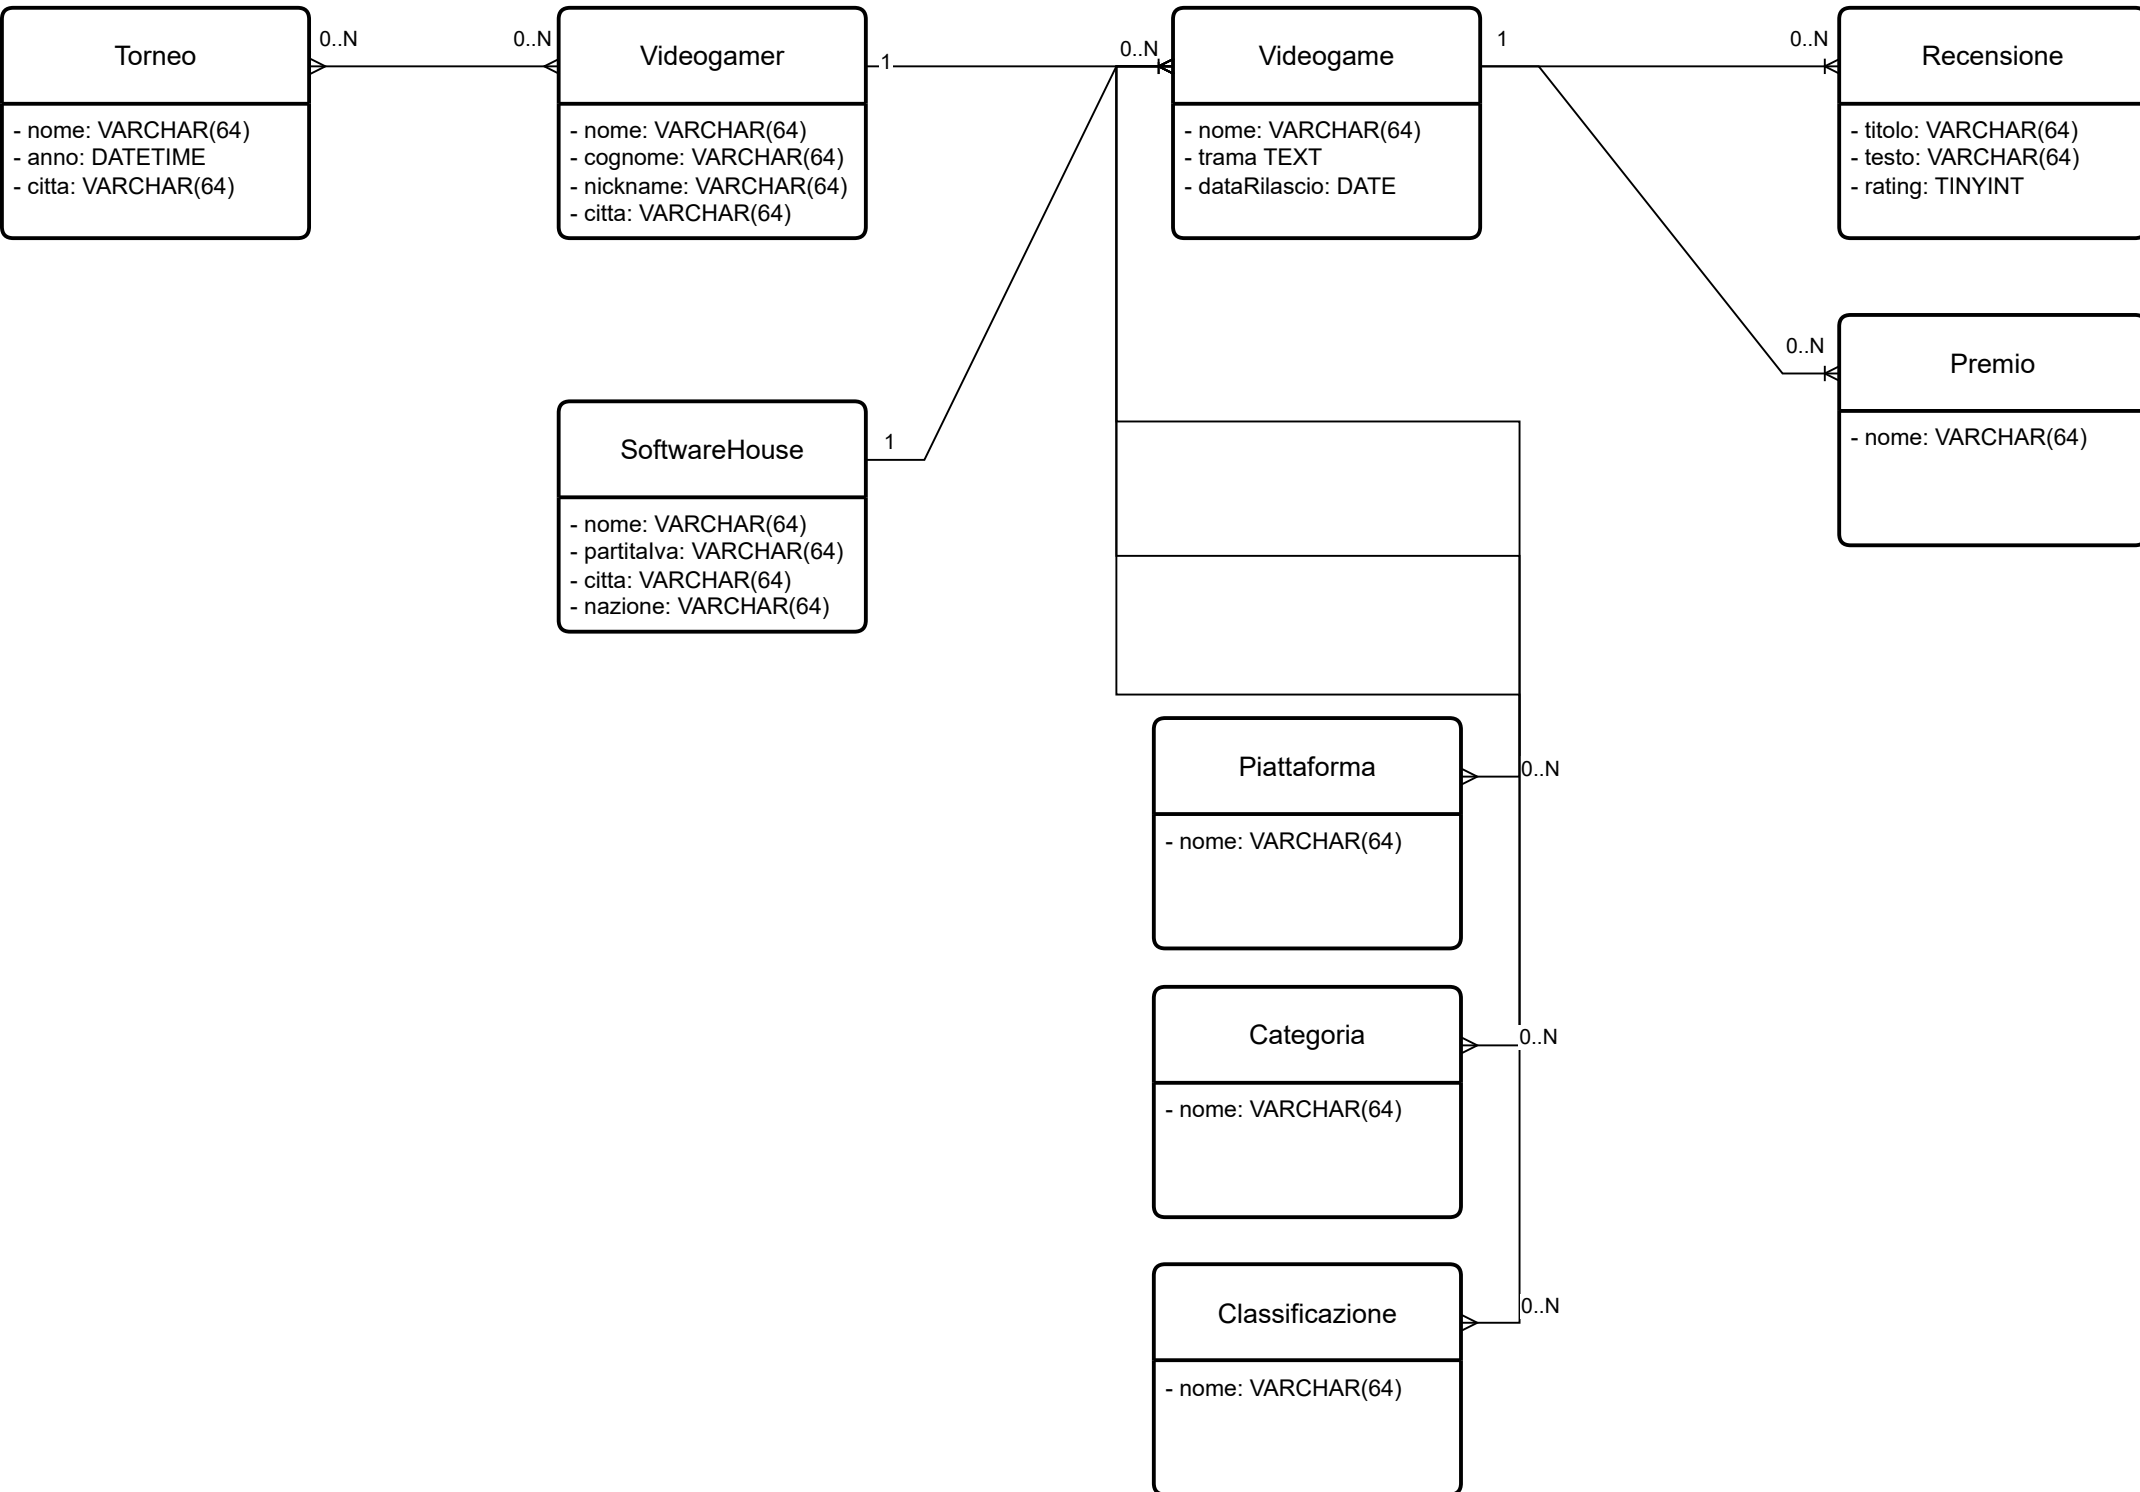 Torneo
- nome: VARCHAR(64)
- anno: DATETIME
- citta: VARCHAR(64)
0..N
0..N
Videogamer
- nome: VARCHAR(64)
- cognome: VARCHAR(64)
- nickname: VARCHAR(64)
- citta: VARCHAR(64)
1
0..N
Videogame
- nome: VARCHAR(64)
- trama TEXT
- dataRilascio: DATE
1
0..N
Recensione
- titolo: VARCHAR(64)
- testo: VARCHAR(64)
- rating: TINYINT
0..N
Premio
- nome: VARCHAR(64)
SoftwareHouse
- nome: VARCHAR(64)
- partitaIva: VARCHAR(64)
- citta: VARCHAR(64)
- nazione: VARCHAR(64)
1
Piattaforma
- nome: VARCHAR(64)
0..N
Categoria
- nome: VARCHAR(64)
0..N
Classificazione
- nome: VARCHAR(64)
0..N